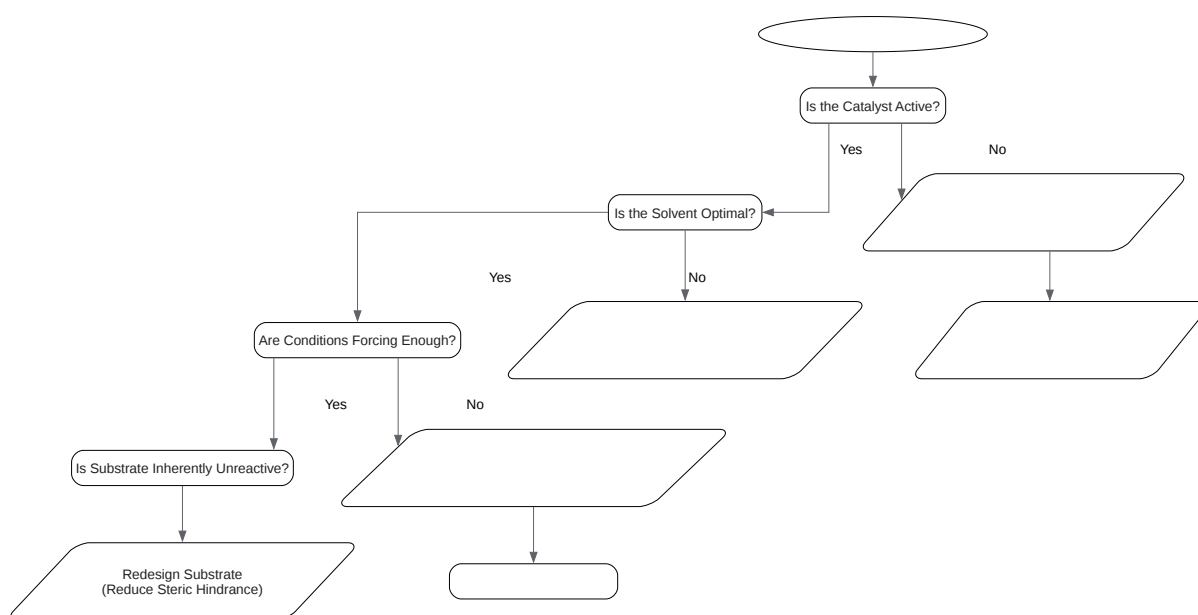 Is the Catalyst Active?
Yes
No
Is the Solvent Optimal?
Yes
No
Are Conditions Forcing Enough?
Yes
No
Is Substrate Inherently Unreactive?
Redesign Substrate
(Reduce Steric Hindrance)